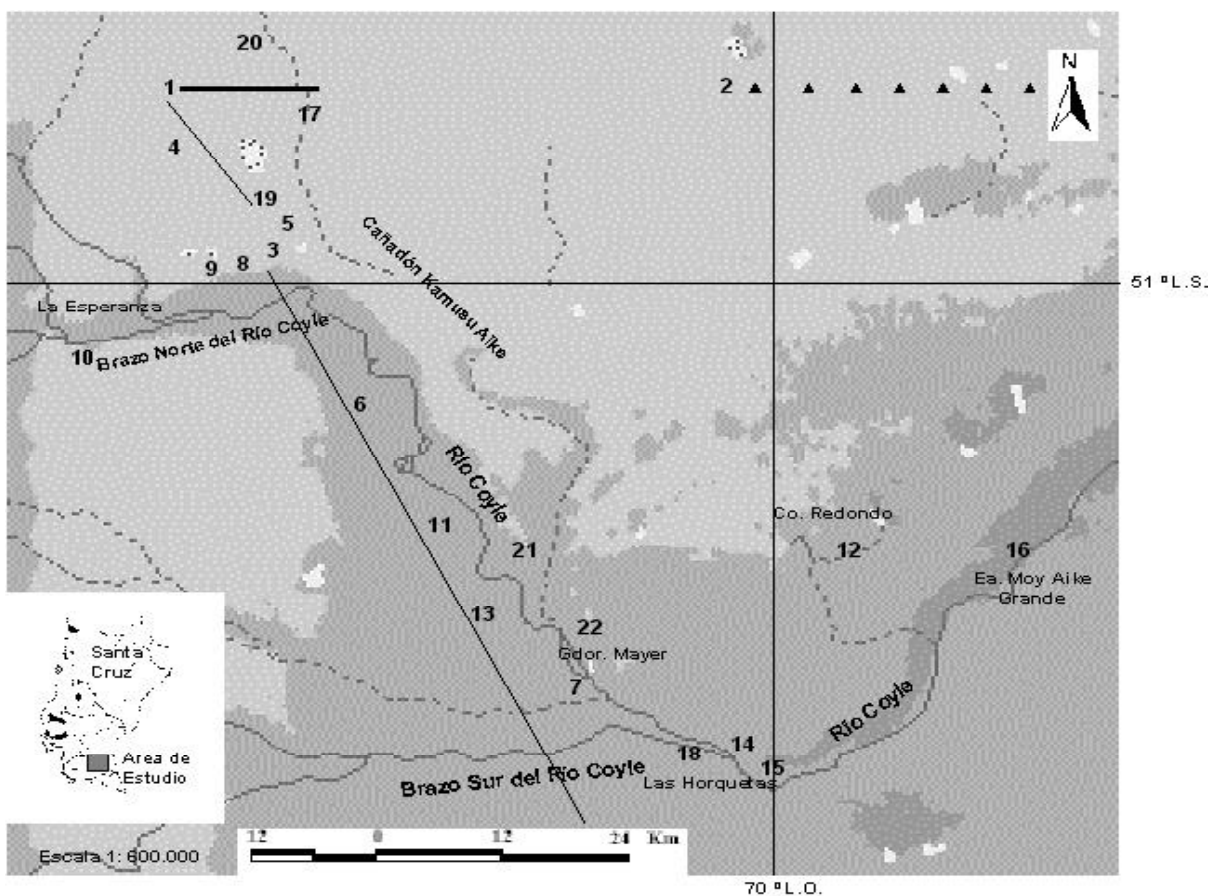 20
N
1
2
17
4
19
5
3
8
9
Cañadón Kamusu Aike
51 ºL.S.
La Esperanza
10
Brazo Norte del Río Coyle
6
Río Coyle
11
21
Co. Redondo
12
16
Ea. Moy Aike
Grande
13
22
Gdor. Mayer
7
Santa
Cruz
Area de
Estudio
Río Coyle
14
18
15
Brazo Sur del Río Coyle
Las Horquetas
12 0 12 24 Km
Escala 1: 600.000
70 ºL.O.